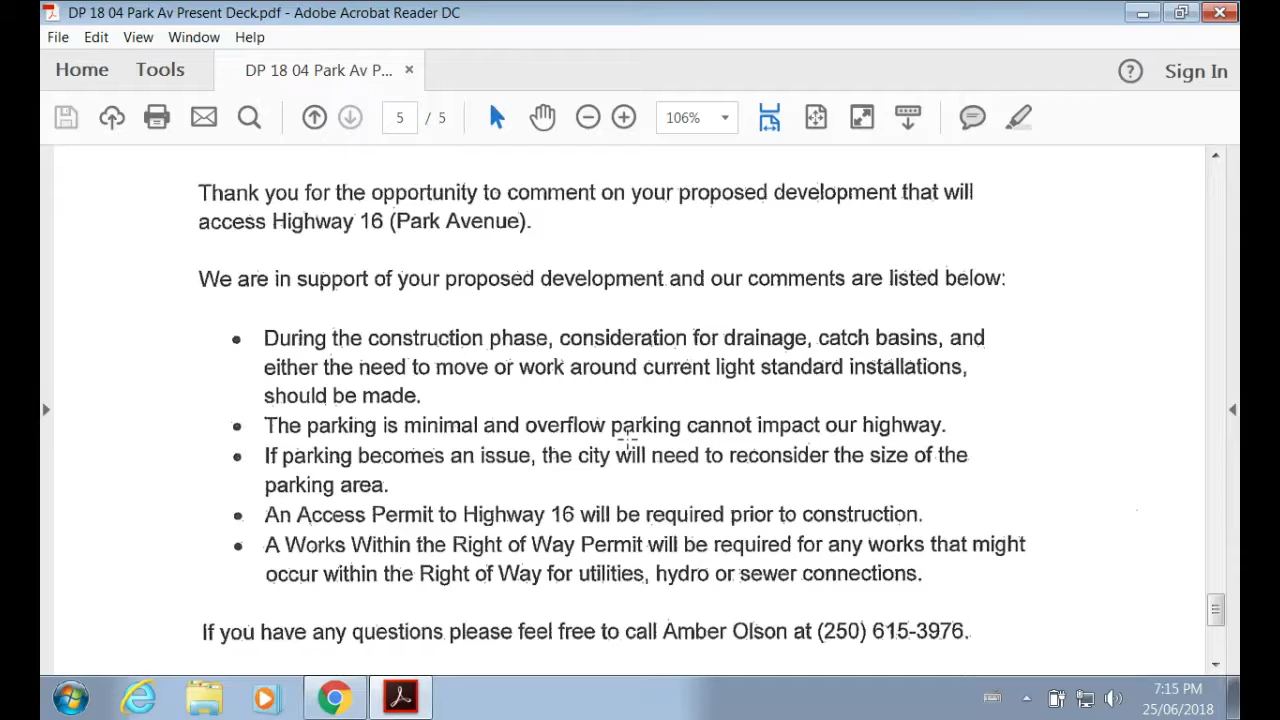 DP 18 04 Park Av Present Deck.pdf - Adobe Acrobat Reader DC
File Edit View Window Help
Home Tools DP 18 04 Park Av P... × ? Sign In
5 / 5 106%
Thank you for the opportunity to comment on your proposed development that will
access Highway 16 (Park Avenue).
We are in support of your proposed development and our comments are listed below:
• During the construction phase, consideration for drainage, catch basins, and
either the need to move or work around current light standard installations,
should be made.
• The parking is minimal and overflow parking cannot impact our highway.
• If parking becomes an issue, the city will need to reconsider the size of the
parking area.
• An Access Permit to Highway 16 will be required prior to construction.
• A Works Within the Right of Way Permit will be required for any works that might
occur within the Right of Way for utilities, hydro or sewer connections.
If you have any questions please feel free to call Amber Olson at (250) 615-3976.
7:15 PM
25/06/2018